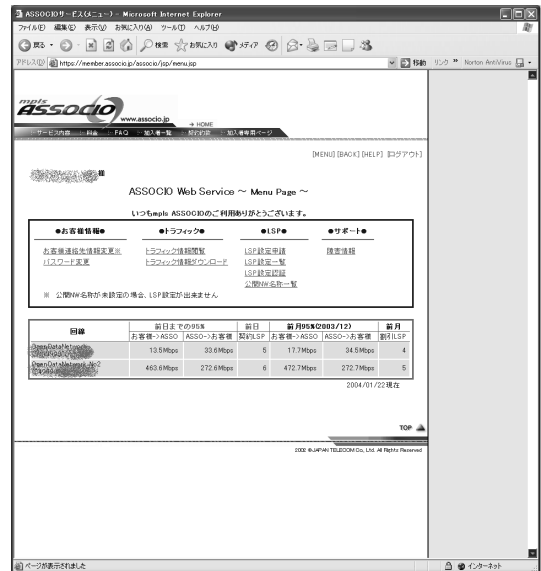 ASSOCIOサービス(メニュー) - Microsoft Internet Explorer
ファイル(F) 編集(E) 表示(V) お気に入り(A) ツール(T) ヘルプ(H)
戻る 検索 お気に入り メディア
アドレス(D) https://member.associo.jp/associo/jsp/menu.jsp 移動 リンク » Norton AntiVirus
mpls
ASSOCIO www.associo.jp
→ HOME
サービス内容 料金 FAQ 加入者一覧 契約約款 加入者専用ページ
[MENU] [BACK] [HELP] [ログアウト]
様
ASSOCIO Web Service ～ Menu Page ～
いつもmpls ASSOCIOのご利用ありがとうございます。
●お客様情報● ●トラフィック● ●LSP● ●サポート●
お客様連絡先情報変更※ トラフィック情報閲覧 LSP設定申請 障害情報
パスワード変更 トラフィック情報ダウンロード LSP設定一覧
LSP設定認証
公開NW名称一覧
※ 公開NW名称が未設定の場合、LSP設定が出来ません
回線 前日までの95% 前日 前月95%(2003/12) 前月
お客様->ASSO ASSO->お客様 契約LSP お客様->ASSO ASSO->お客様 割引LSP
OpenDataNetwork
13.5Mbps 33.6Mbps 5 17.7Mbps 34.5Mbps 4
OpenDataNetwork-No2
463.6Mbps 272.6Mbps 6 472.7Mbps 272.7Mbps 5
2004/01/22現在
TOP
2002 ©JAPAN TELECOM Co., Ltd. All Rights Reserved
ページが表示されました インターネット